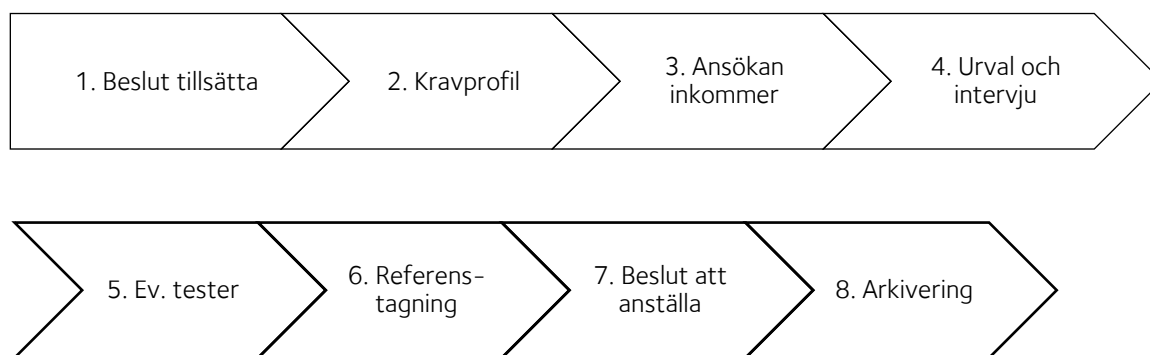 1. Beslut tillsätta
2. Kravprofil
3. Ansökan
inkommer
4. Urval och
intervju
5. Ev. tester
6. Referens-
tagning
7. Beslut att
anställa
8. Arkivering